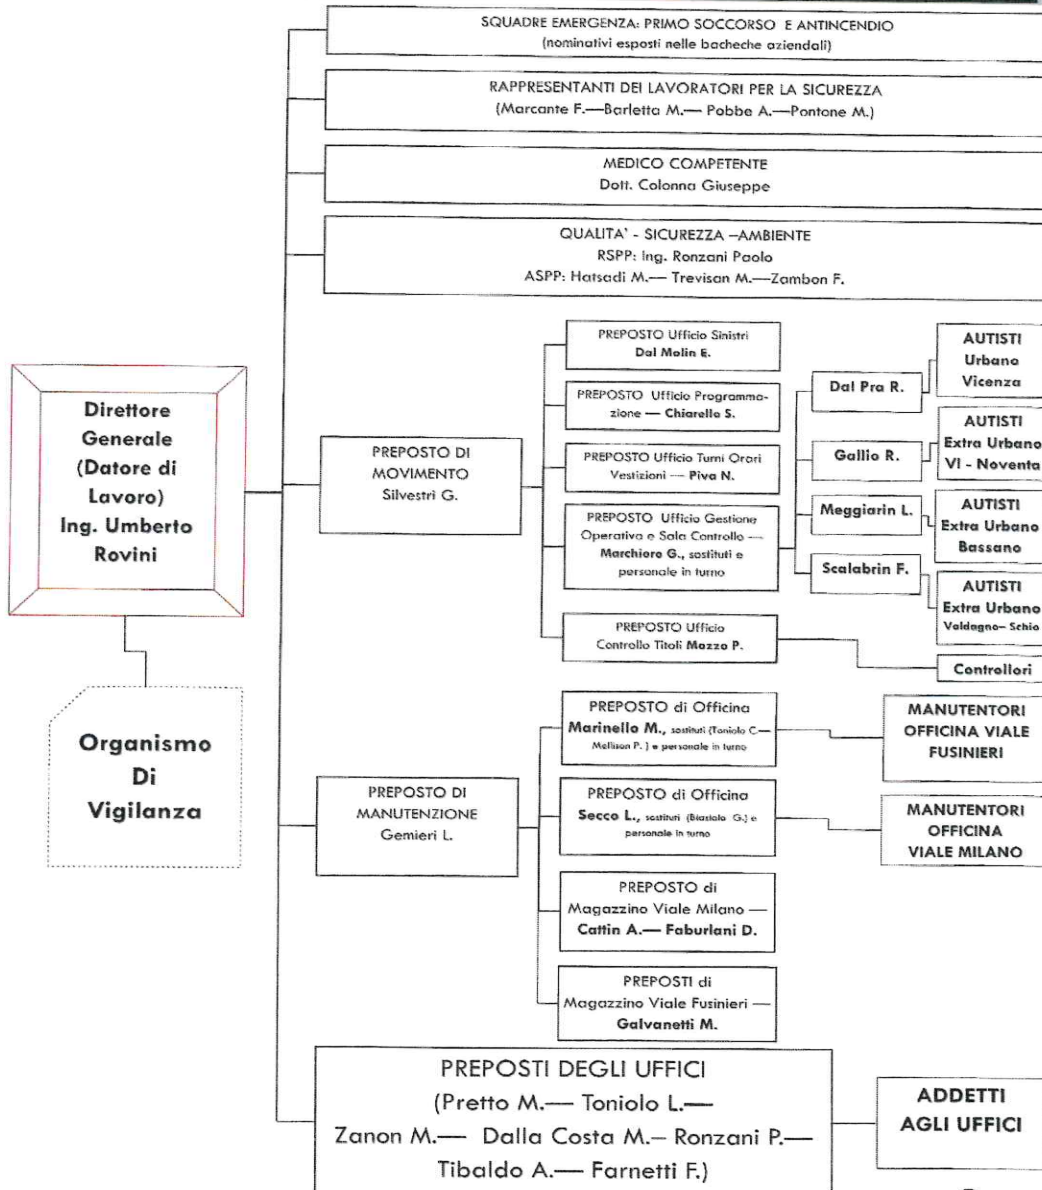 SQUADRE EMERGENZA: PRIMO SOCCORSO E ANTINCENDIO
(nominativi esposti nelle bacheche aziendali)
RAPPRESENTANTI DEI LAVORATORI PER LA SICUREZZA
(Marcante F.—Barletta M.— Pobbe A.—Pontone M.)
MEDICO COMPETENTE
Dott. Colonna Giuseppe
QUALITA' - SICUREZZA –AMBIENTE
RSPP: Ing. Ronzani Paolo
ASPP: Hatsadi M.— Trevisan M.—Zambon F.
Direttore
Generale
(Datore di
Lavoro)
Ing. Umberto
Rovini
Organismo
Di
Vigilanza
PREPOSTO DI
MOVIMENTO
Silvestri G.
PREPOSTO Ufficio Sinistri
Dal Molin E.
PREPOSTO Ufficio Programma-
zione — Chiarello S.
PREPOSTO Ufficio Turni Orari
Vestizioni — Piva N.
PREPOSTO Ufficio Gestione
Operativa e Sala Controllo —
Marchioro G., sostituti e
personale in turno
PREPOSTO Ufficio
Controllo Titoli Mazzo P.
Dal Pra R.
Gallio R.
Meggiarin L.
Scalabrin F.
AUTISTI
Urbano
Vicenza
AUTISTI
Extra Urbano
VI - Noventa
AUTISTI
Extra Urbano
Bassano
AUTISTI
Extra Urbano
Valdagno– Schio
Controllori
PREPOSTO DI
MANUTENZIONE
Gemieri L.
PREPOSTO di Officina
Marinello M., sostituti (Toniolo C—
Mellison P. ) e personale in turno
PREPOSTO di Officina
Secco L., sostituti (Biasiolo G.) e
personale in turno
PREPOSTO di
Magazzino Viale Milano —
Cattin A.— Faburlani D.
PREPOSTI di
Magazzino Viale Fusinieri —
Galvanetti M.
MANUTENTORI
OFFICINA VIALE
FUSINIERI
MANUTENTORI
OFFICINA
VIALE MILANO
PREPOSTI DEGLI UFFICI
(Pretto M.— Toniolo L.—
Zanon M.— Dalla Costa M.– Ronzani P.—
Tibaldo A.— Farnetti F.)
ADDETTI
AGLI UFFICI